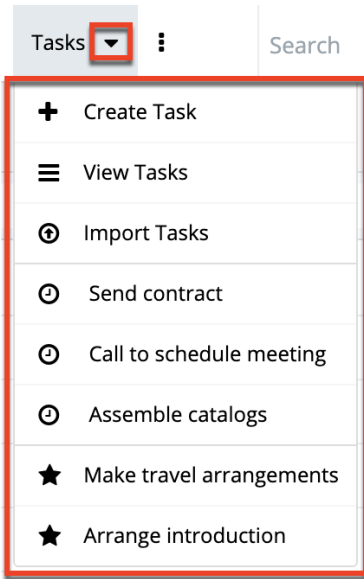 Tasks
Search
Create Task
View Tasks
Import Tasks
Send contract
Call to schedule meeting
Assemble catalogs
Make travel arrangements
Arrange introduction